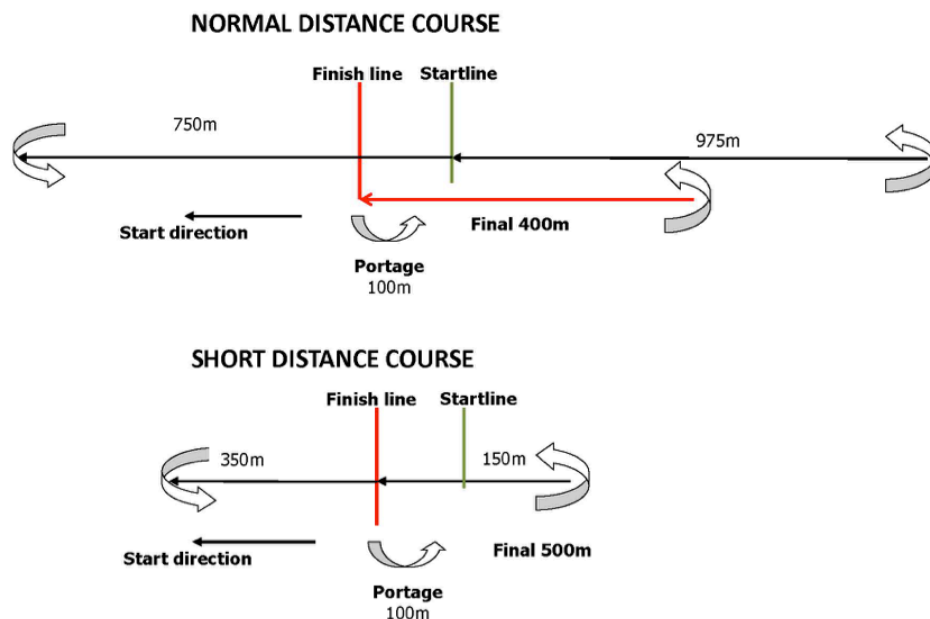 NORMAL DISTANCE COURSE
Finish line Startline
750m
975m
Start direction
Final 400m
Portage
100m
SHORT DISTANCE COURSE
Finish line Startline
350m
150m
Start direction
Final 500m
Portage
100m